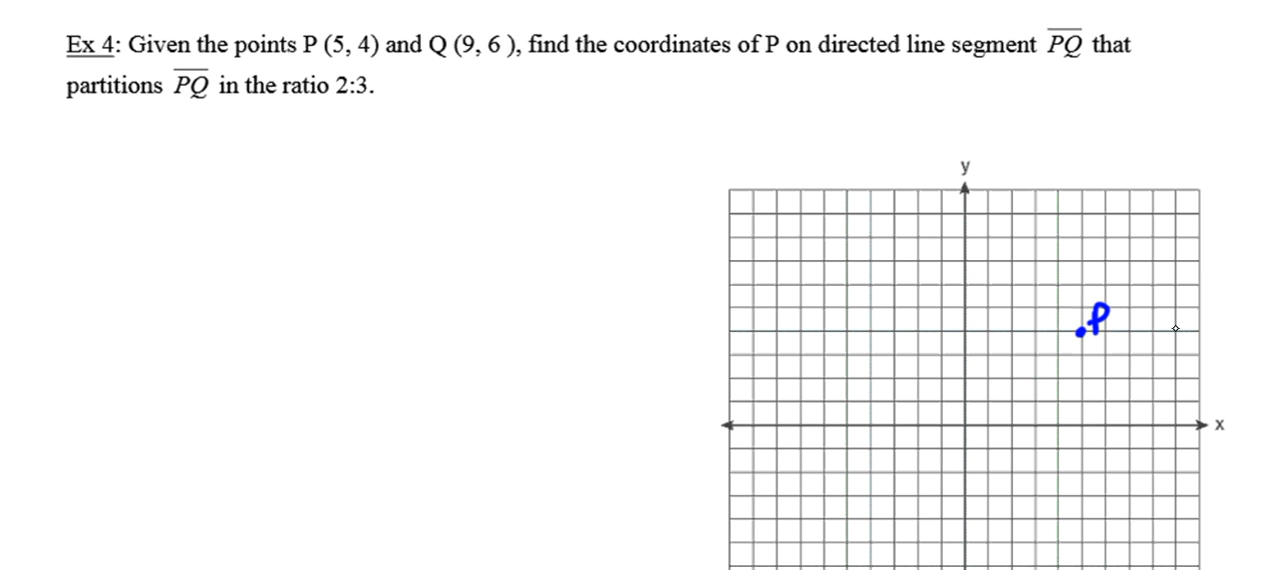 Ex 4: Given the points P (5, 4) and Q (9, 6 ), find the coordinates of P on directed line segment PQ that
partitions PQ in the ratio 2:3.
y
P
x